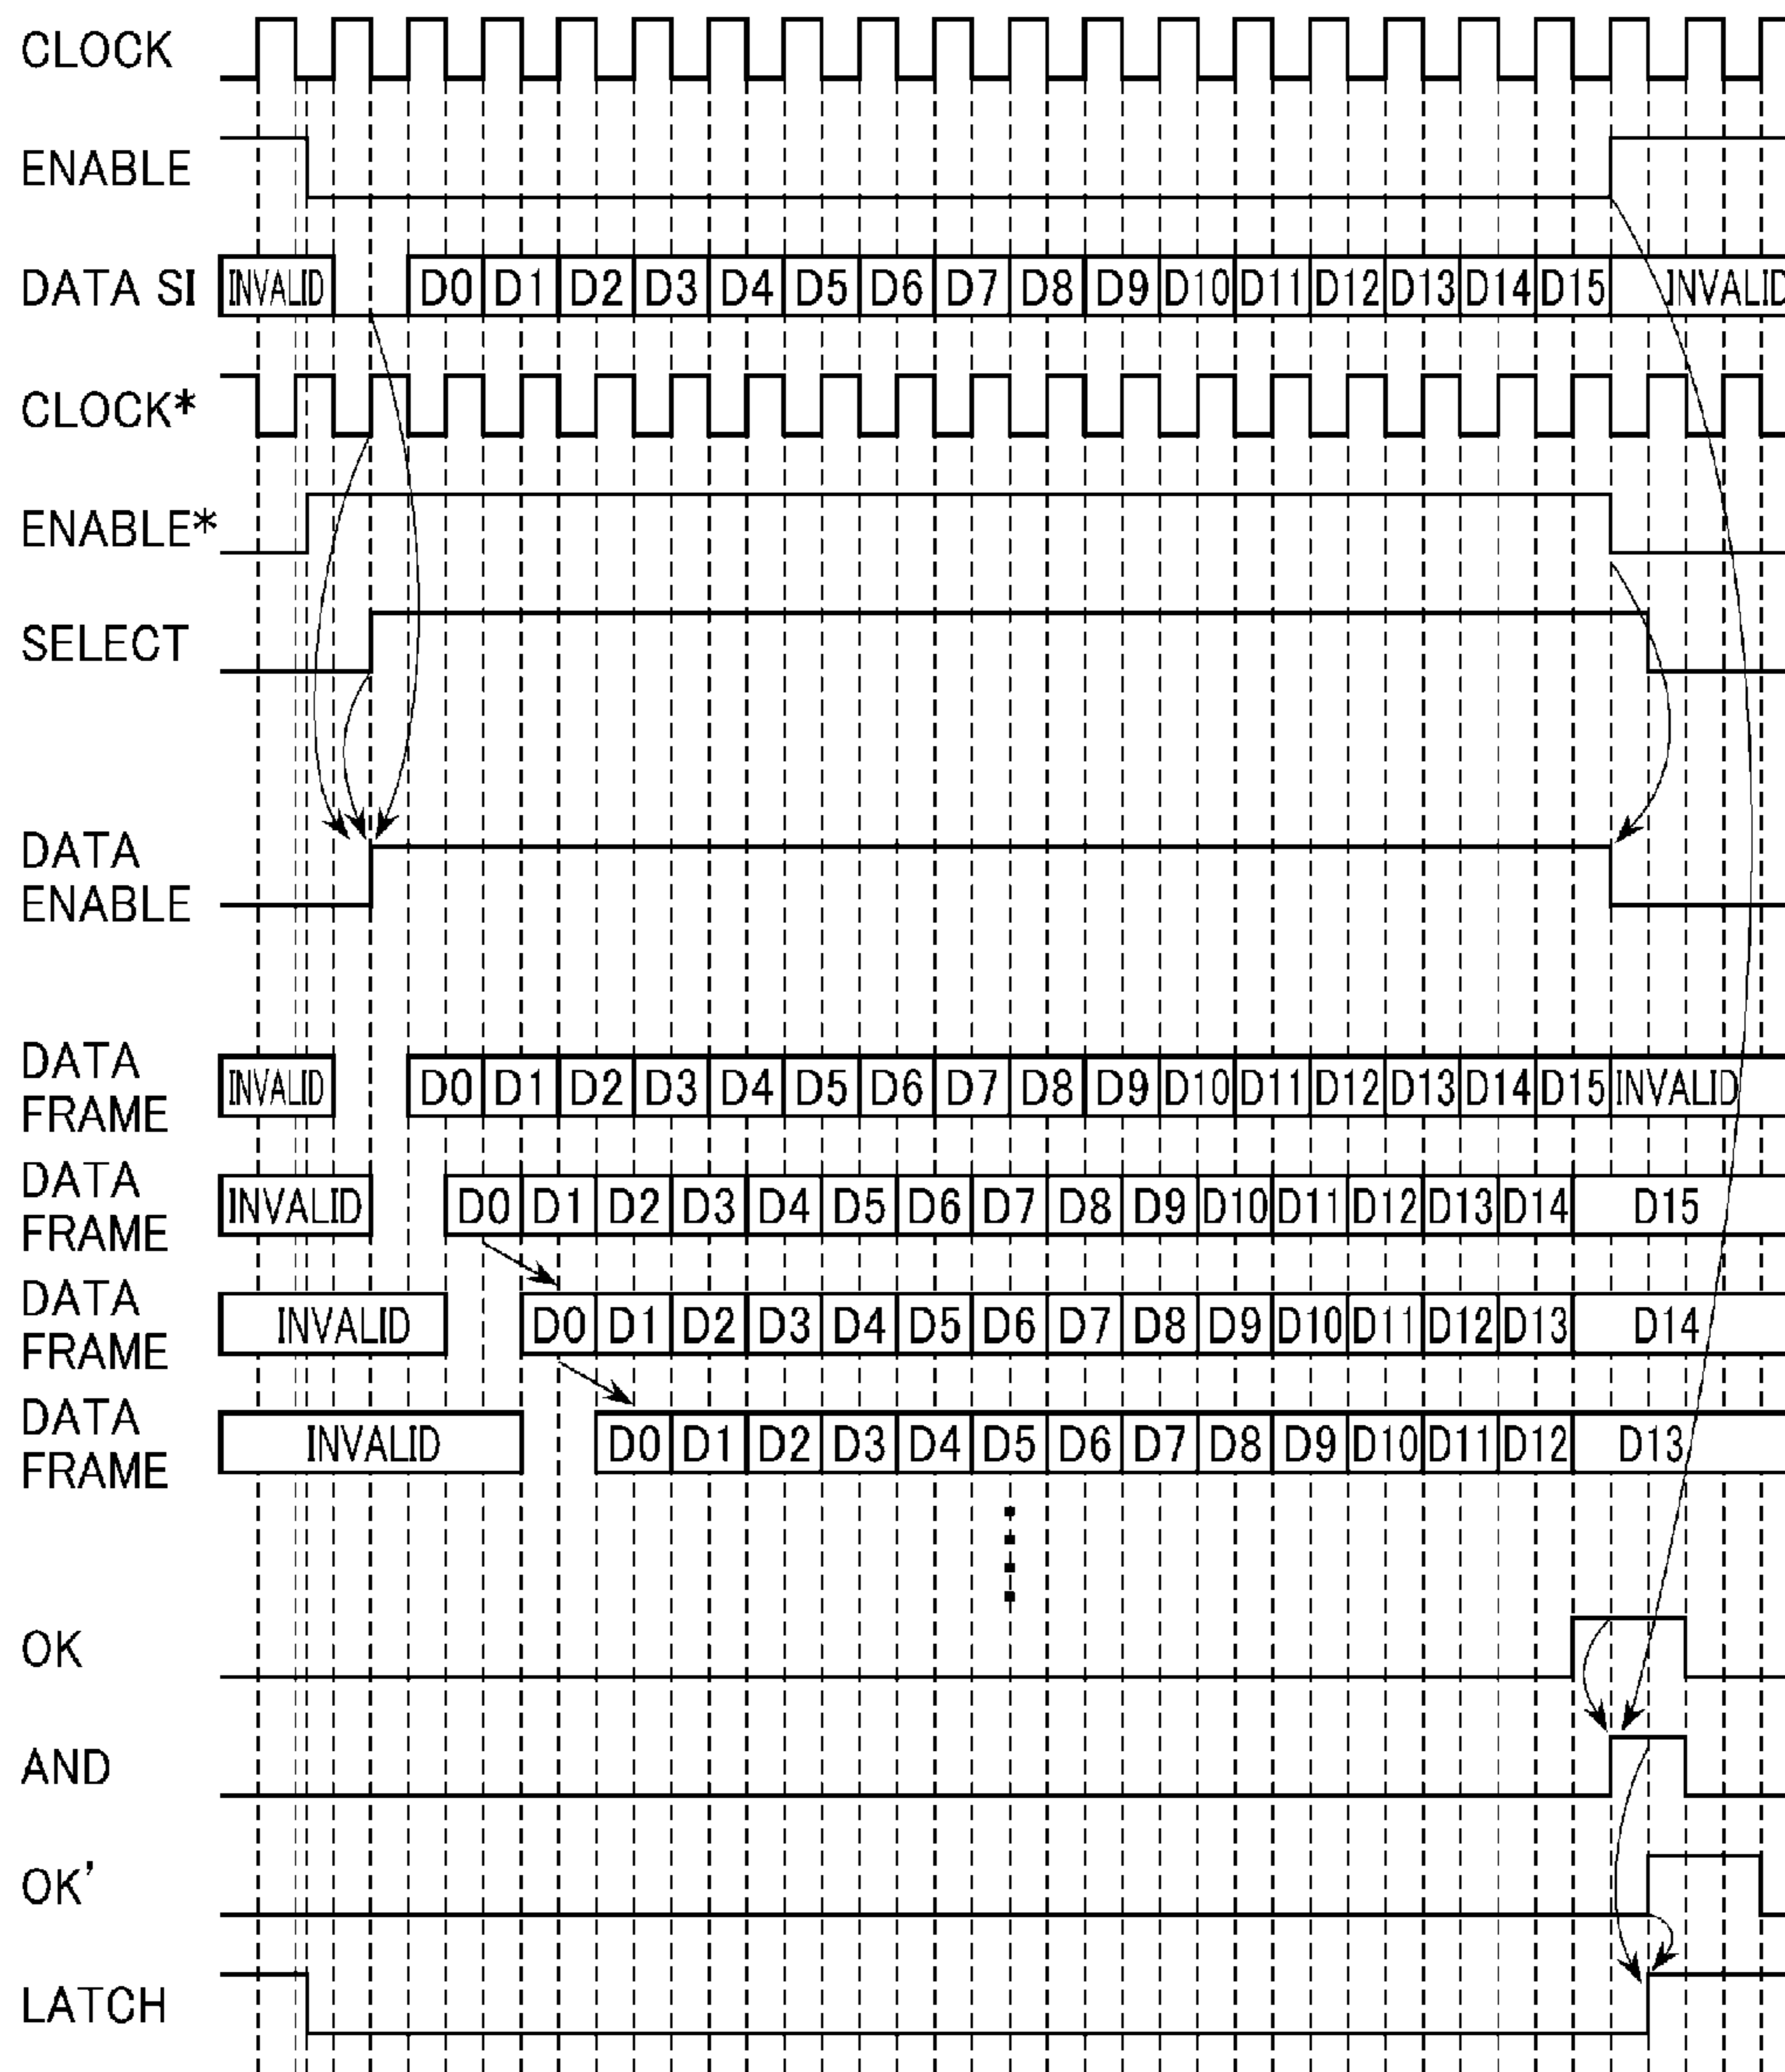 CLOCK
ENABLE
DATA SI INVALID D0 D1 D2 D3 D4 D5 D6 D7 D8 D9 D10 D11 D12 D13 D14 D15 INVALID
CLOCK*
ENABLE*
SELECT
DATA
ENABLE
DATA
FRAME INVALID D0 D1 D2 D3 D4 D5 D6 D7 D8 D9 D10 D11 D12 D13 D14 D15 INVALID
DATA
FRAME INVALID D0 D1 D2 D3 D4 D5 D6 D7 D8 D9 D10 D11 D12 D13 D14 D15
DATA
FRAME INVALID D0 D1 D2 D3 D4 D5 D6 D7 D8 D9 D10 D11 D12 D13 D14
DATA
FRAME INVALID D0 D1 D2 D3 D4 D5 D6 D7 D8 D9 D10 D11 D12 D13
OK
AND
OK'
LATCH